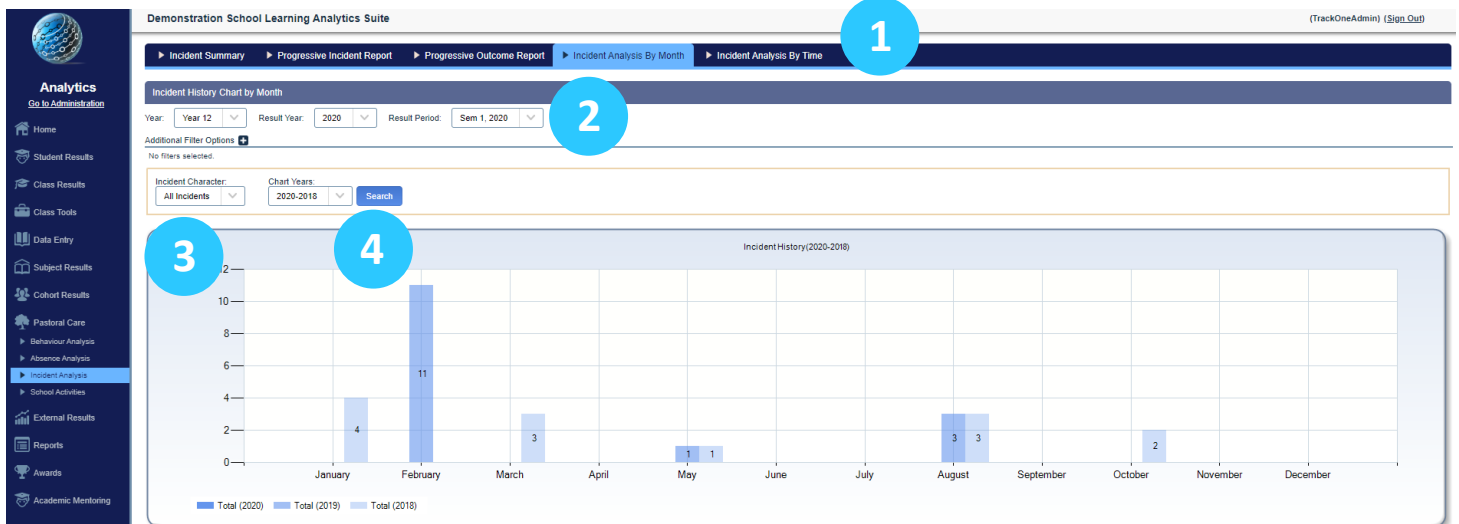 Demonstration School Learning Analytics Suite
(TrackOneAdmin) (Sign Out)
1
Incident Summary Progressive Incident Report Progressive Outcome Report Incident Analysis By Month Incident Analysis By Time
Analytics
Go to Administration
Home
Student Results
Class Results
Class Tools
Data Entry
Subject Results
Cohort Results
Pastoral Care
Behaviour Analysis
Absence Analysis
Incident Analysis
School Activities
External Results
Reports
Awards
Academic Mentoring
Incident History Chart by Month
Year: Year 12 Result Year: 2020 Result Period: Sem 1, 2020
2
Additional Filter Options
No filters selected.
Incident Character: Chart Years:
All Incidents 2020-2018 Search
3
4
Incident History(2020-2018)
12
10
8
6
4
2
0
4
11
3
1 1
3 3
2
January February March April May June July August September October November December
Total (2020) Total (2019) Total (2018)